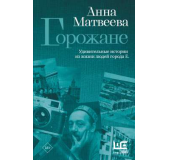 Анна
Матвеева
Горожане
Удивительные истории
из жизни людей города Е.